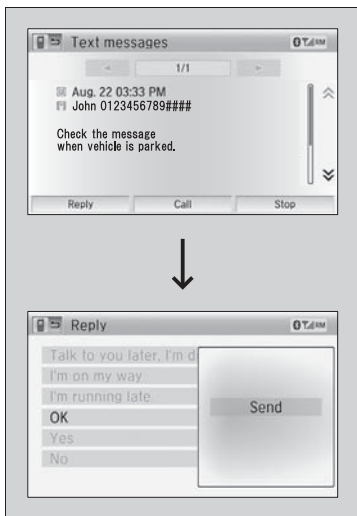 Text messages
1/1
Aug. 22 03:33 PM
John 0123456789####
Check the message
when vehicle is parked.
Reply Call Stop
Reply
Talk to you later, I'm d
I'm on my way
I'm running late.
OK
Send
Yes
No